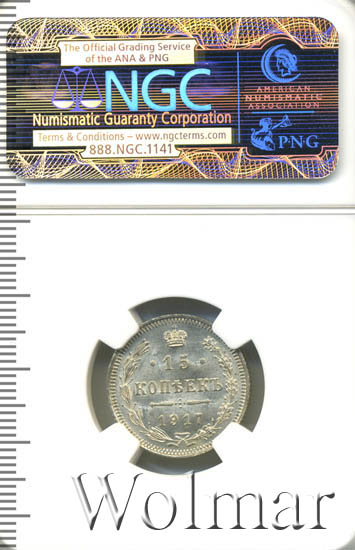 The Official Grading Service
of the ANA & PNG
NGC
Numismatic Guaranty Corporation
Terms & Conditions – www.ngcterms.com
888.NGC.1141
AMERICAN
NUMISMATIC
ASSOCIATION
PNG
15
КОПѢЕКЪ
1917
Wolmar